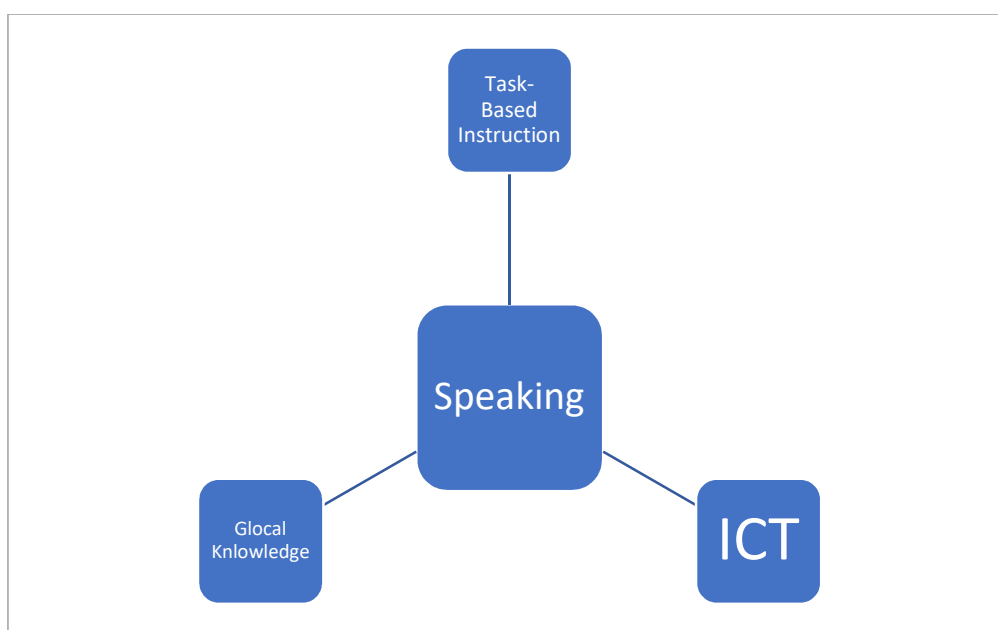 Task-
Based
Instruction
Speaking
Glocal
Knlowledge
ICT